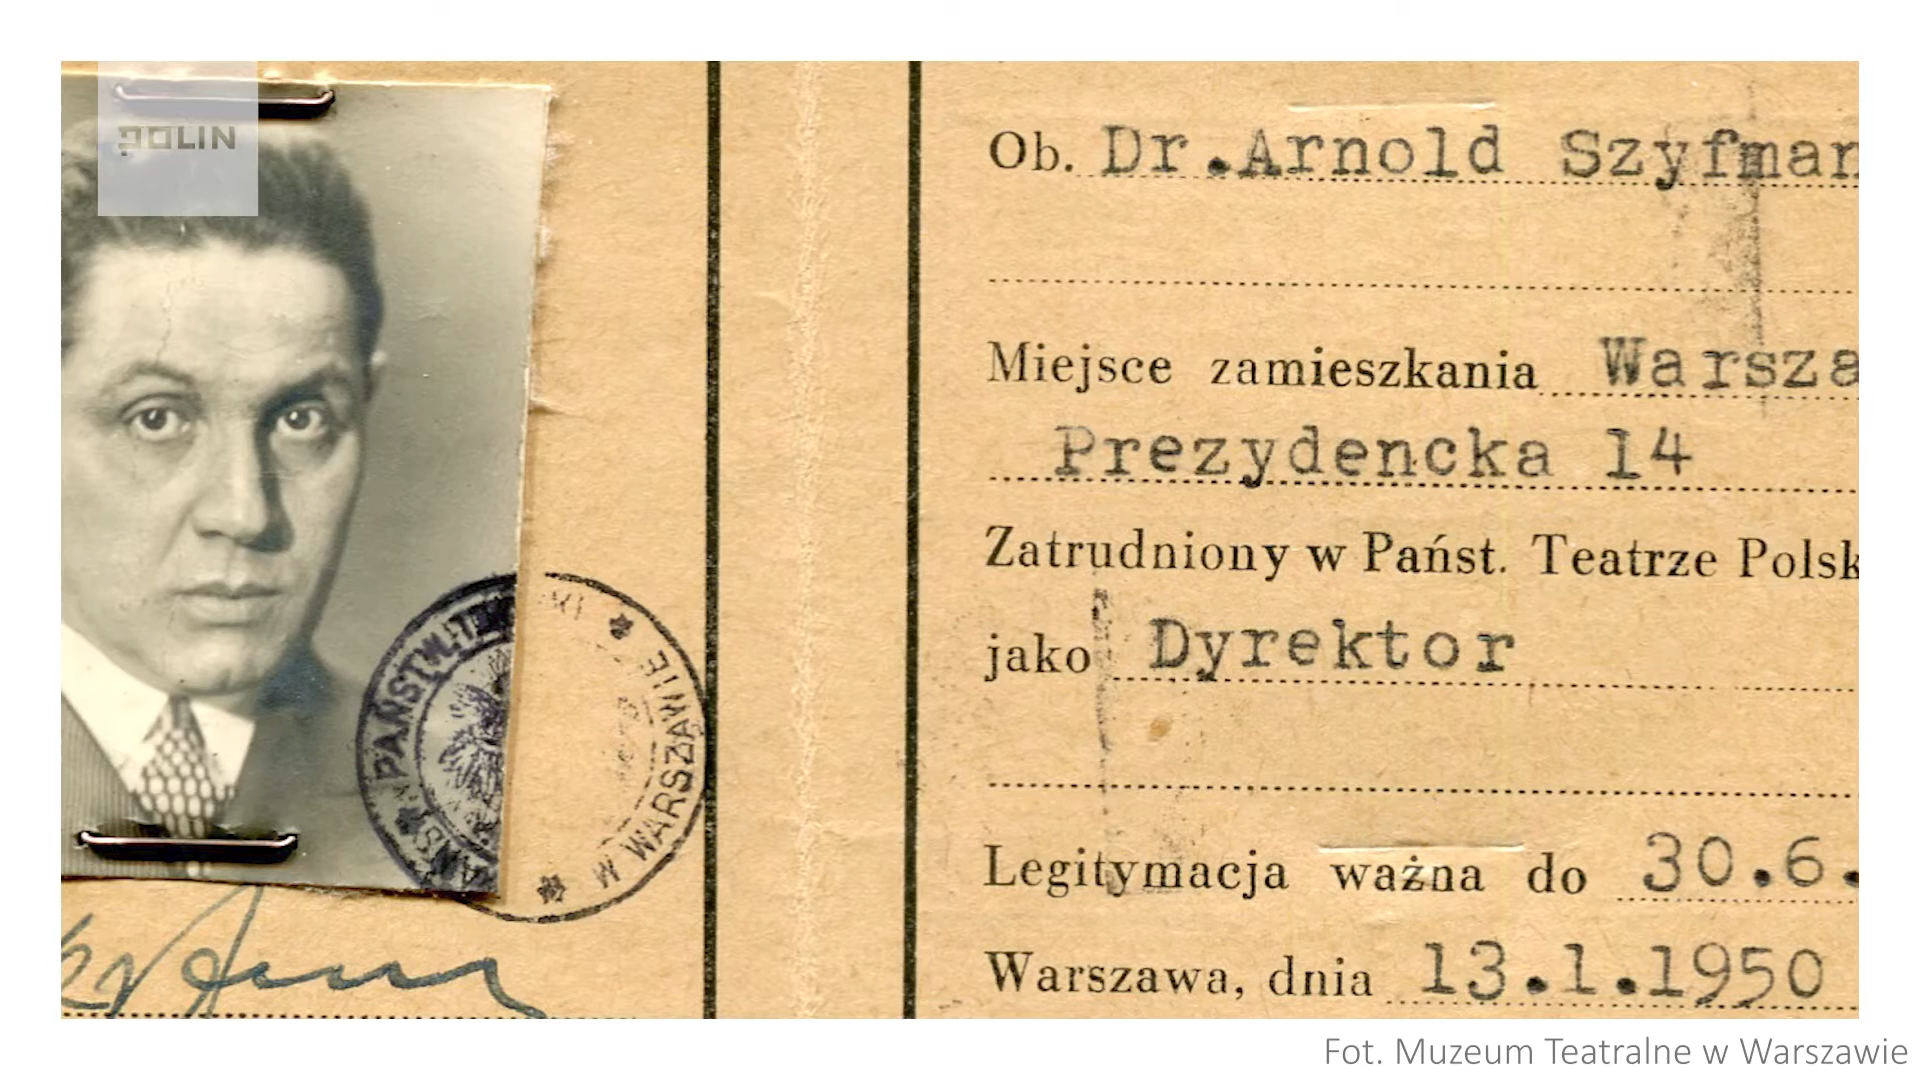 POLIN
Ob. Dr. Arnold Szyfman
Miejsce zamieszkania Warsza
Prezydencka 14
Zatrudniony w Państ. Teatrze Polsk
jako Dyrektor
PAŃSTW
W WARSZAWIE
Legitymacja ważna do 30.6.
Warszawa, dnia 13.1.1950
Fot. Muzeum Teatralne w Warszawie